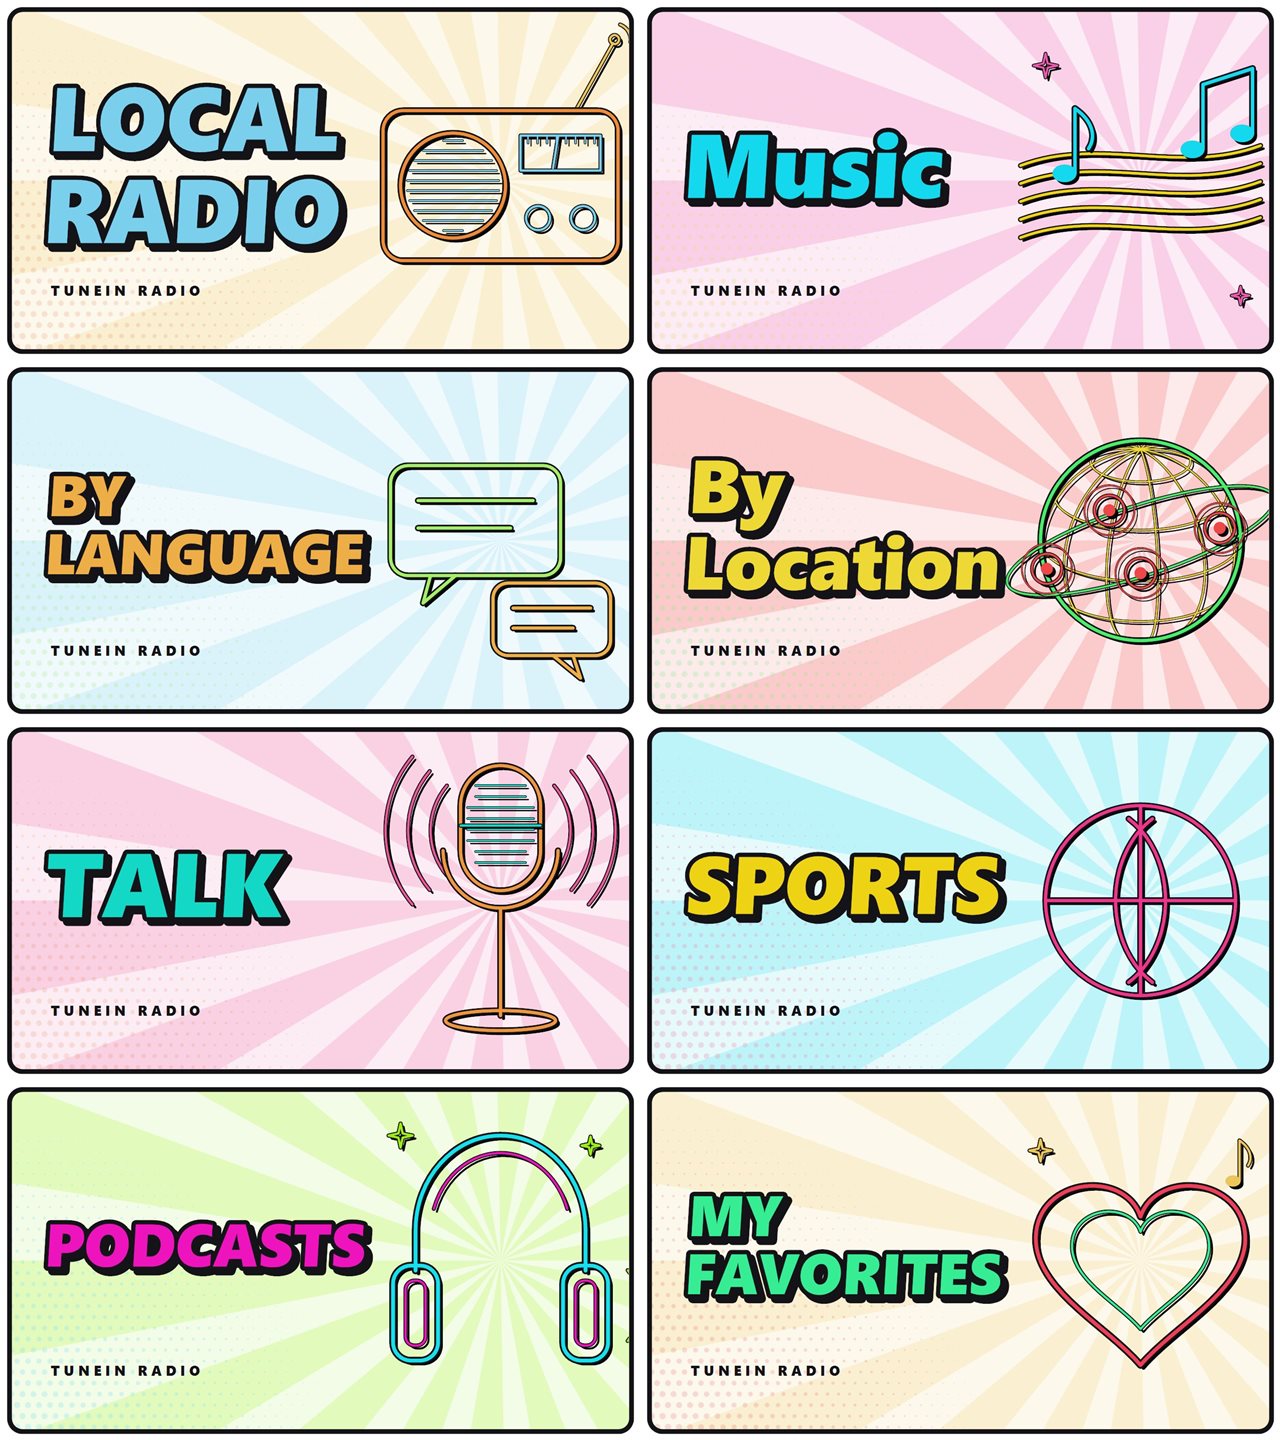 LOCAL
RADIO
TUNEIN RADIO
Music
TUNEIN RADIO
BY
LANGUAGE
TUNEIN RADIO
By
Location
TUNEIN RADIO
TALK
TUNEIN RADIO
SPORTS
TUNEIN RADIO
PODCASTS
TUNEIN RADIO
MY
FAVORITES
TUNEIN RADIO